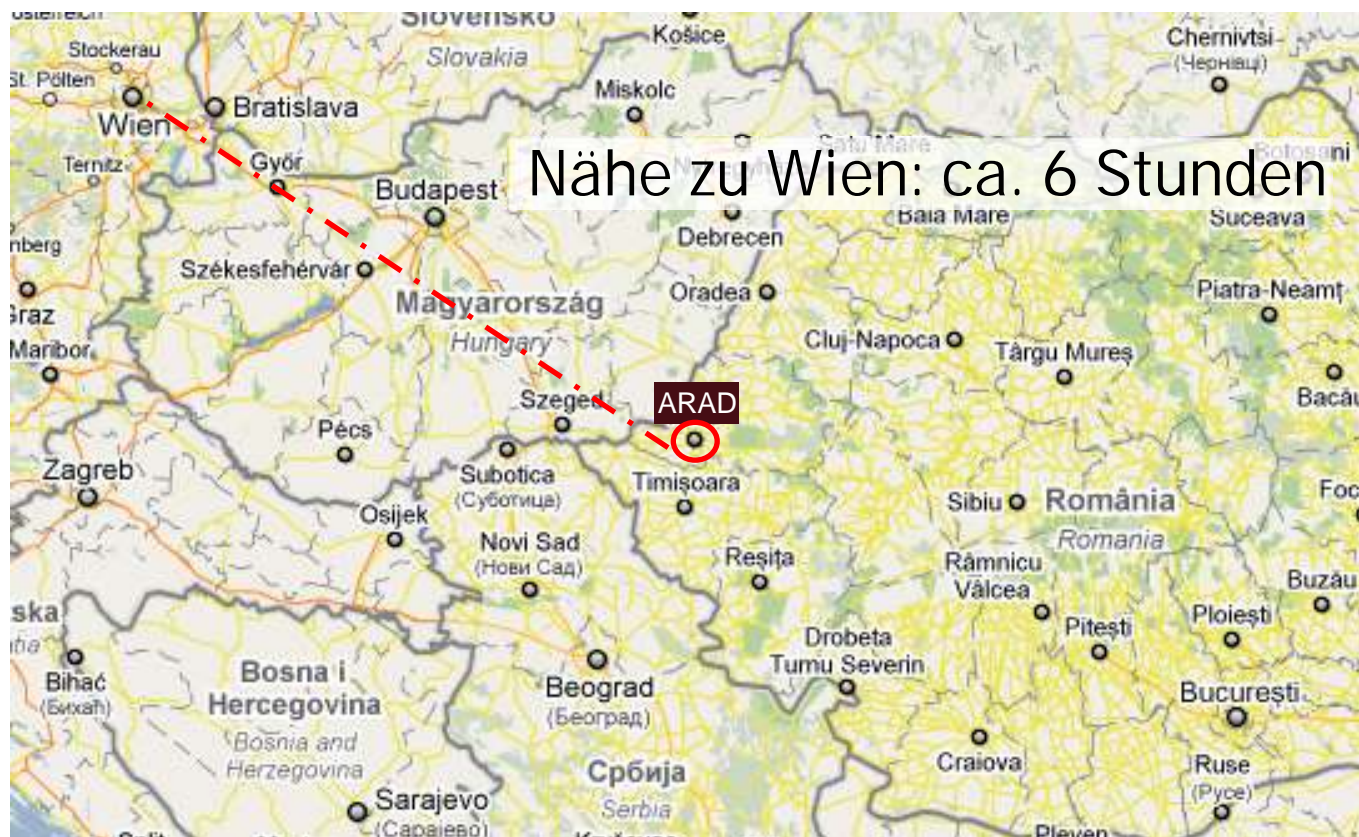 Slovensko
Slovakia
Stockerau
St. Pölten
Wien
Bratislava
Košice
Miskolc
Chernivtsi
(Чернівці)
Ternitz
Győr
Budapest
Nähe zu Wien: ca. 6 Stunden
Satu Mare
Botoșani
Baia Mare
Suceava
Debrecen
Székesfehérvár
Magyarország
Hungary
Oradea
Piatra-Neamț
Graz
Maribor
Cluj-Napoca
Târgu Mureș
Bacău
Szeged
ARAD
Pécs
Zagreb
Subotica
(Суботица)
Timișoara
Sibiu
România
Romania
Foc
Osijek
Novi Sad
(Нови Сад)
Reșița
Râmnicu
Vâlcea
Buzău
ska
Pitești
Ploiești
Bihać
(Бихаћ)
Bosna i
Hercegovina
Bosnia and
Herzegovina
Beograd
(Београд)
Drobeta
Turnu Severin
București
Craiova
Ruse
(Русе)
Србија
Serbia
Sarajevo
(Сарајево)
Pleven